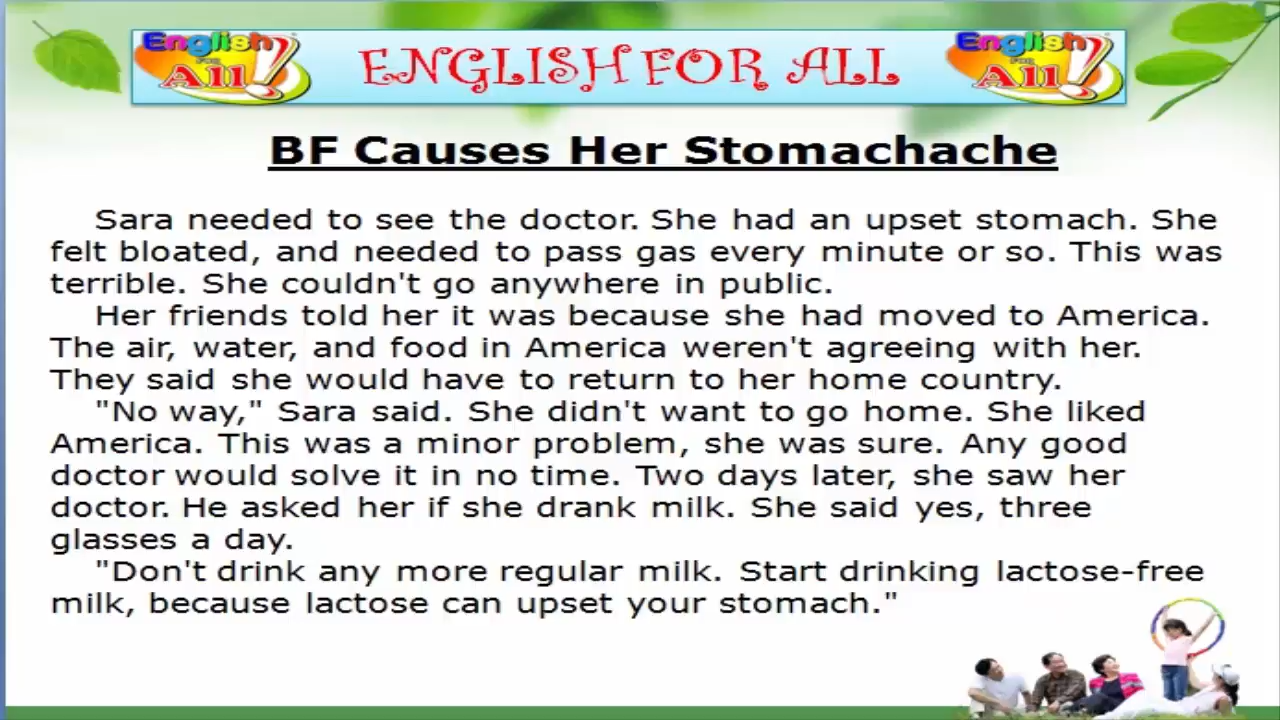 English FOR All!
ENGLISH FOR ALL
English FOR All!
BF Causes Her Stomachache
Sara needed to see the doctor. She had an upset stomach. She
felt bloated, and needed to pass gas every minute or so. This was
terrible. She couldn't go anywhere in public.
Her friends told her it was because she had moved to America.
The air, water, and food in America weren't agreeing with her.
They said she would have to return to her home country.
"No way," Sara said. She didn't want to go home. She liked
America. This was a minor problem, she was sure. Any good
doctor would solve it in no time. Two days later, she saw her
doctor. He asked her if she drank milk. She said yes, three
glasses a day.
"Don't drink any more regular milk. Start drinking lactose-free
milk, because lactose can upset your stomach."